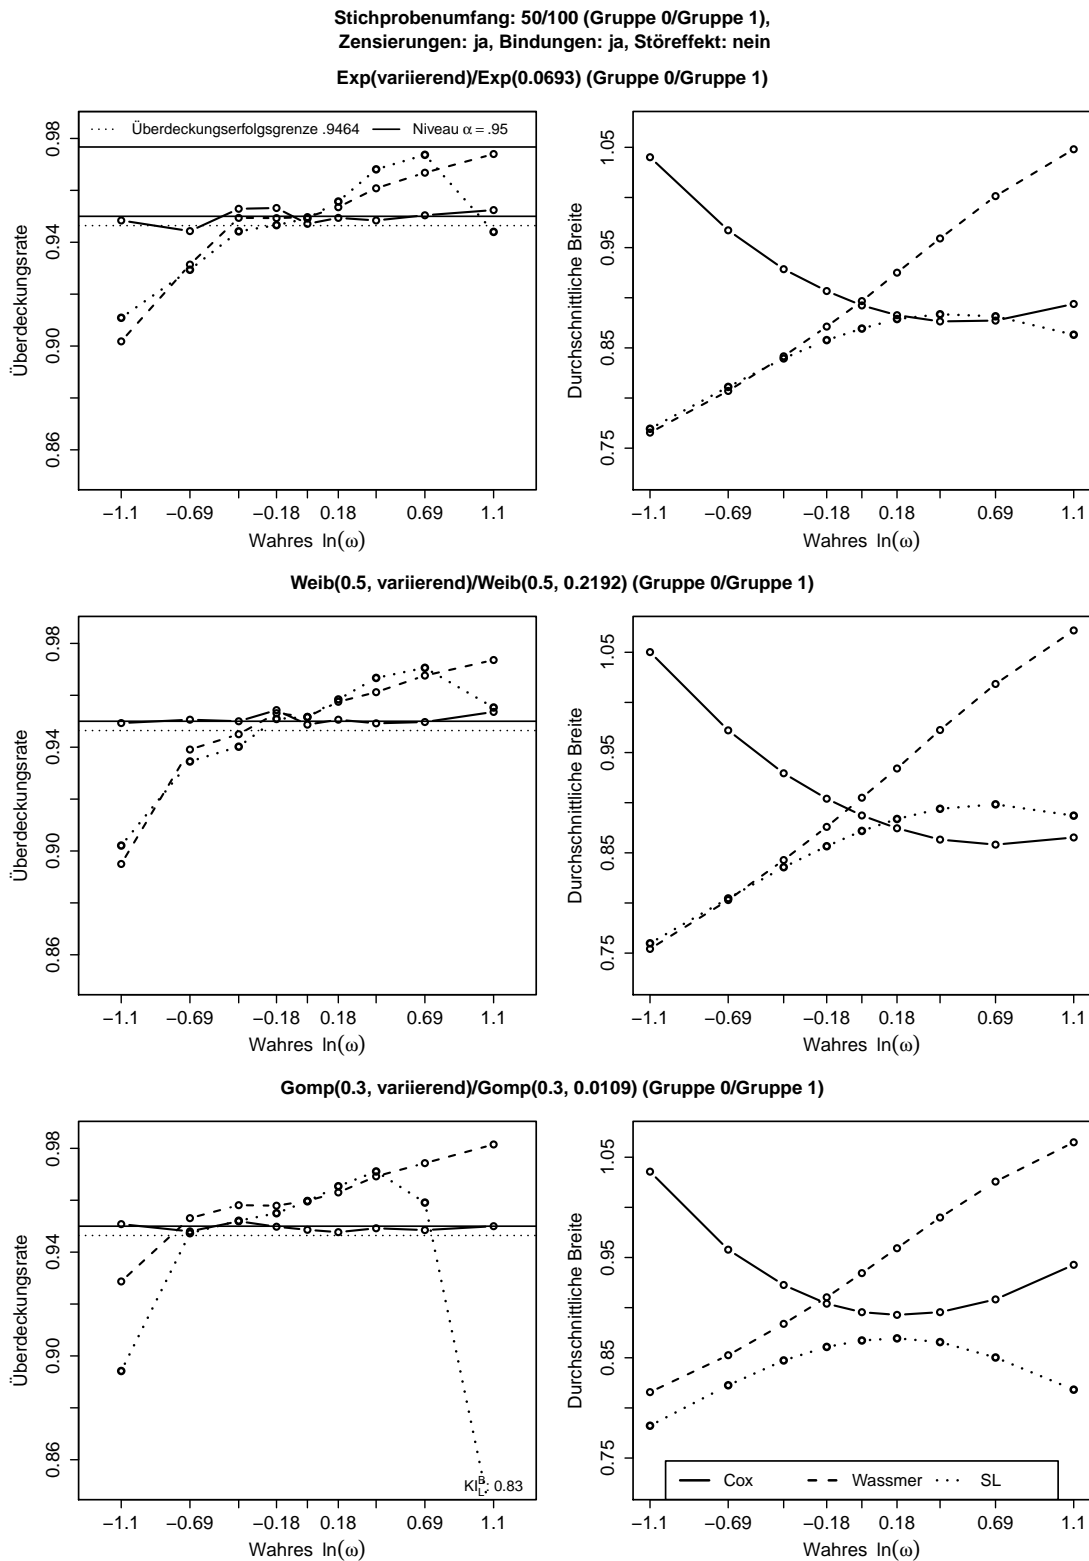 Stichprobenumfang: 50/100 (Gruppe 0/Gruppe 1),
Zensierungen: ja, Bindungen: ja, Störeffekt: nein
Exp(variierend)/Exp(0.0693) (Gruppe 0/Gruppe 1)
Überdeckungserfolgsgrenze .9464 Niveau α = .95
Überdeckungsrate
0.98
0.94
0.90
0.86
−1.1 −0.69 −0.18 0.18 0.69 1.1
Wahres ln(ω)
Durchschnittliche Breite
1.05
0.95
0.85
0.75
−1.1 −0.69 −0.18 0.18 0.69 1.1
Wahres ln(ω)
Weib(0.5, variierend)/Weib(0.5, 0.2192) (Gruppe 0/Gruppe 1)
Überdeckungsrate
0.98
0.94
0.90
0.86
−1.1 −0.69 −0.18 0.18 0.69 1.1
Wahres ln(ω)
Durchschnittliche Breite
1.05
0.95
0.85
0.75
−1.1 −0.69 −0.18 0.18 0.69 1.1
Wahres ln(ω)
Gomp(0.3, variierend)/Gomp(0.3, 0.0109) (Gruppe 0/Gruppe 1)
Überdeckungsrate
0.98
0.94
0.90
0.86
: 0.83
−1.1 −0.69 −0.18 0.18 0.69 1.1
Wahres ln(ω)
Durchschnittliche Breite
1.05
0.95
0.85
0.75
Cox Wassmer SL
−1.1 −0.69 −0.18 0.18 0.69 1.1
Wahres ln(ω)